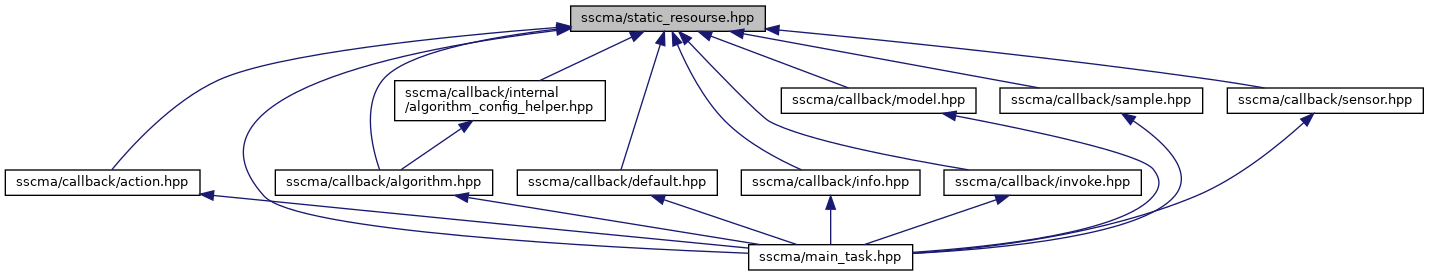 sscma/static_resourse.hpp
sscma/callback/internal
/algorithm_config_helper.hpp
sscma/callback/model.hpp
sscma/callback/sample.hpp
sscma/callback/sensor.hpp
sscma/callback/action.hpp
sscma/callback/algorithm.hpp
sscma/callback/default.hpp
sscma/callback/info.hpp
sscma/callback/invoke.hpp
sscma/main_task.hpp